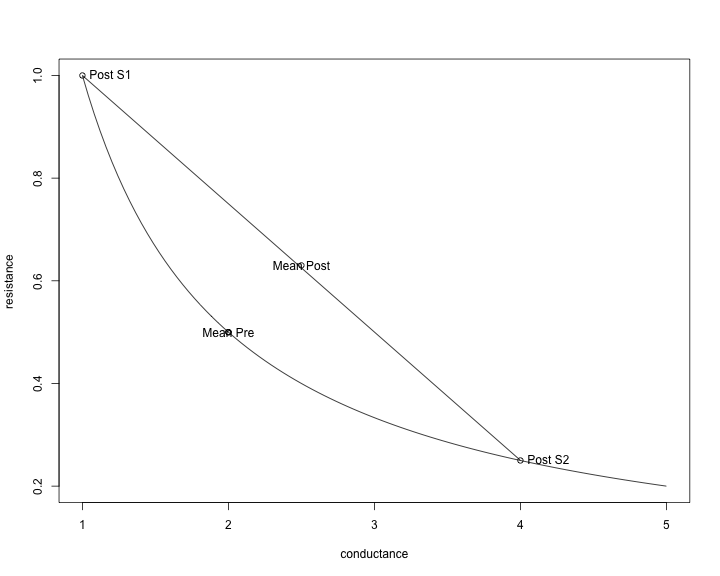 1.0
Post S1
0.8
Mean Post
0.6
resistance
Mean Pre
0.4
Post S2
0.2
1 2 3 4 5
conductance